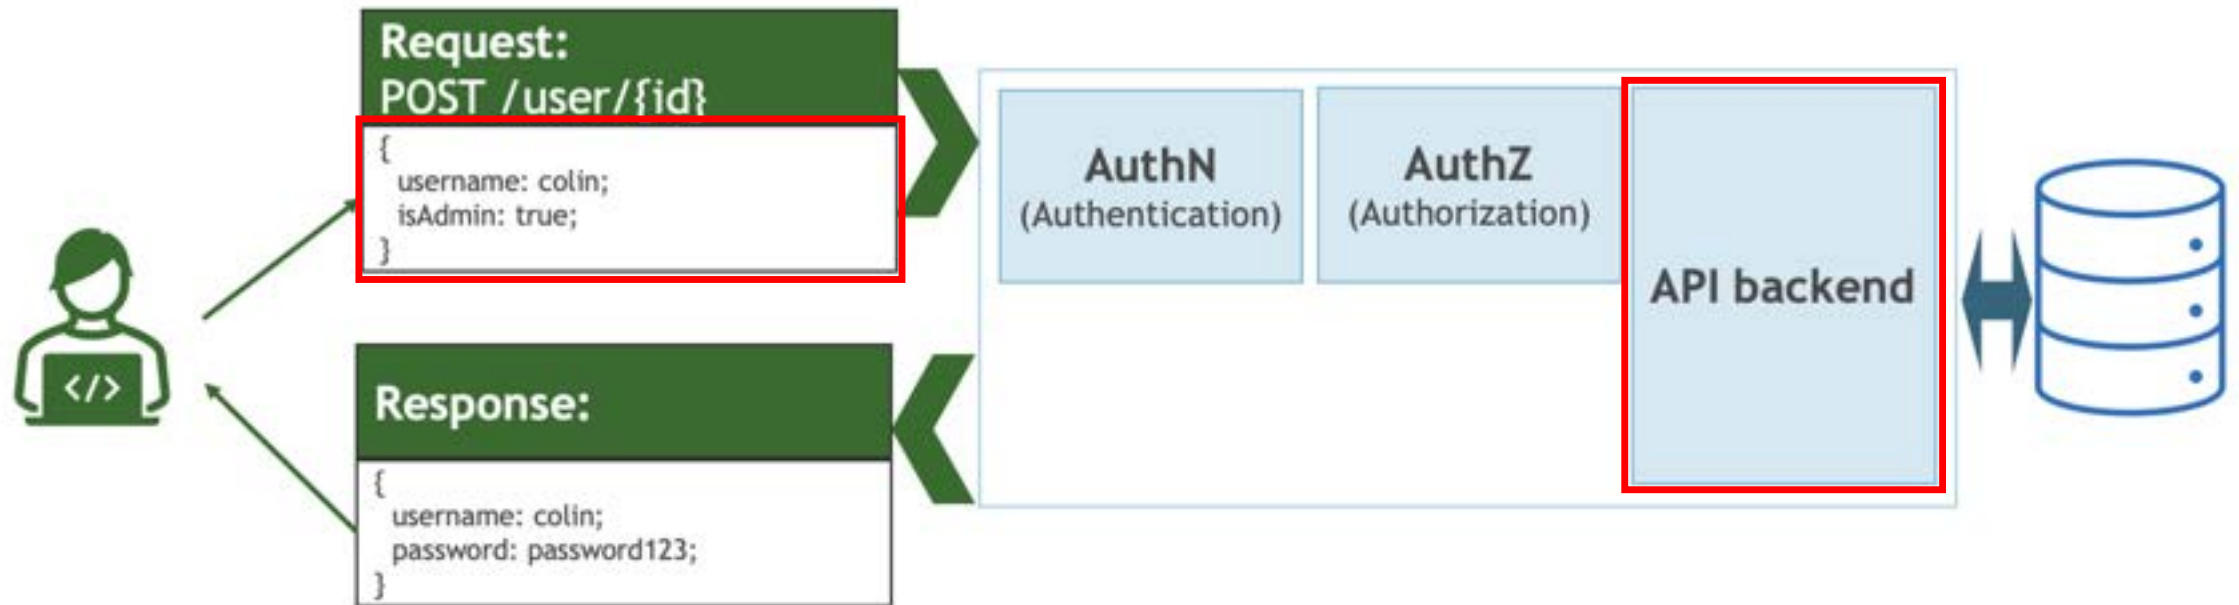 Request:
POST /user/{id}
{
username: colin;
isAdmin: true;
}
</>
Response:
{
username: colin;
password: password123;
}
AuthN
(Authentication)
AuthZ
(Authorization)
API backend